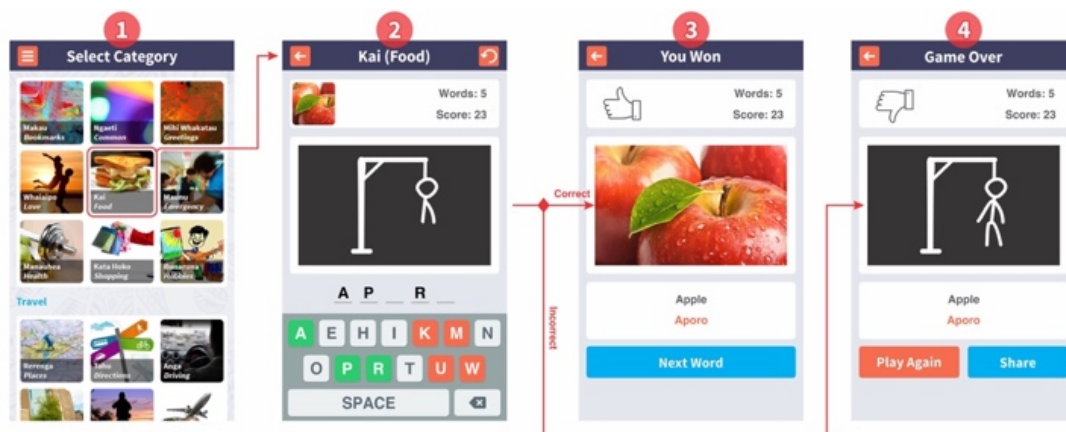 1
Select Category
Makau
Bookmarks
Ngaeti
Common
Mihi Whakatau
Greetings
Whaiaipo
Love
Kai
Food
Emergency
Manauhea
Health
Kata Hoko
Shopping
Hobbies
Travel
Rerenga
Places
Taha
Directions
Anga
Driving
2
Kai (Food)
Words: 5
Score: 23
A P _ R _
A E H I K M N
O P R T U W
SPACE
Correct
Incorrect
3
You Won
Words: 5
Score: 23
Apple
Aporo
Next Word
4
Game Over
Words: 5
Score: 23
Apple
Aporo
Play Again
Share